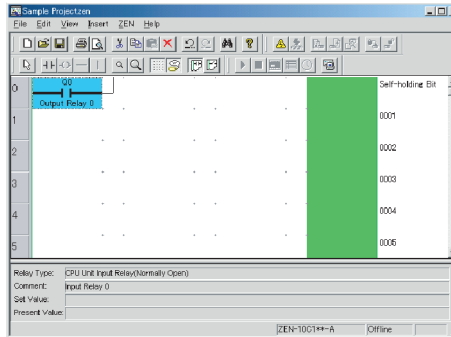 Sample Projectzen
File Edit View Insert ZEN Help
0 Q0 Self-holding Bit
Output Relay 0
1 0001
2 0002
3 0003
4 0004
5 0005
Relay Type: CPU Unit Input Relay(Normally Open)
Comment: Input Relay 0
Set Value:
Present Value:
ZEN-10C1**-A Offline